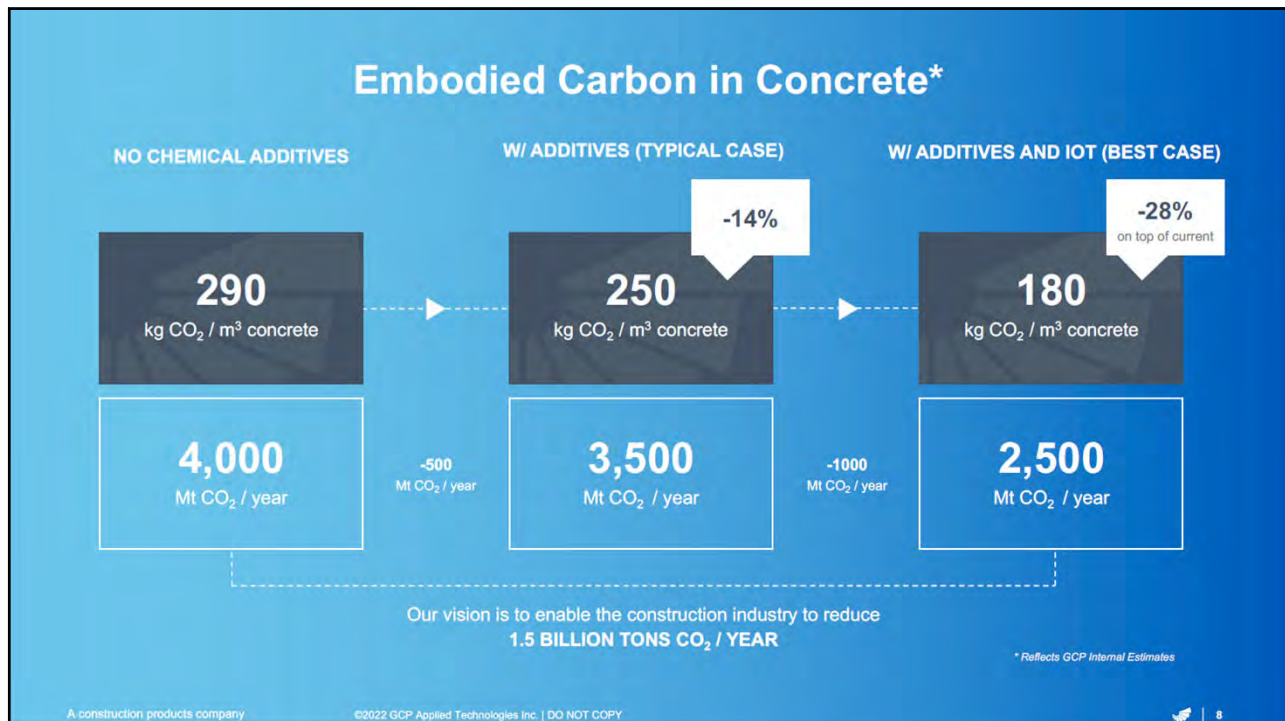 Embodied Carbon in Concrete*
NO CHEMICAL ADDITIVES
W/ ADDITIVES (TYPICAL CASE)
W/ ADDITIVES AND IOT (BEST CASE)
-14%
-28%
on top of current
290
kg CO₂ / m³ concrete
250
kg CO₂ / m³ concrete
180
kg CO₂ / m³ concrete
4,000
Mt CO₂ / year
-500
Mt CO₂ / year
3,500
Mt CO₂ / year
-1000
Mt CO₂ / year
2,500
Mt CO₂ / year
Our vision is to enable the construction industry to reduce
1.5 BILLION TONS CO₂ / YEAR
* Reflects GCP Internal Estimates
A construction products company
©2022 GCP Applied Technologies Inc. | DO NOT COPY
| 8